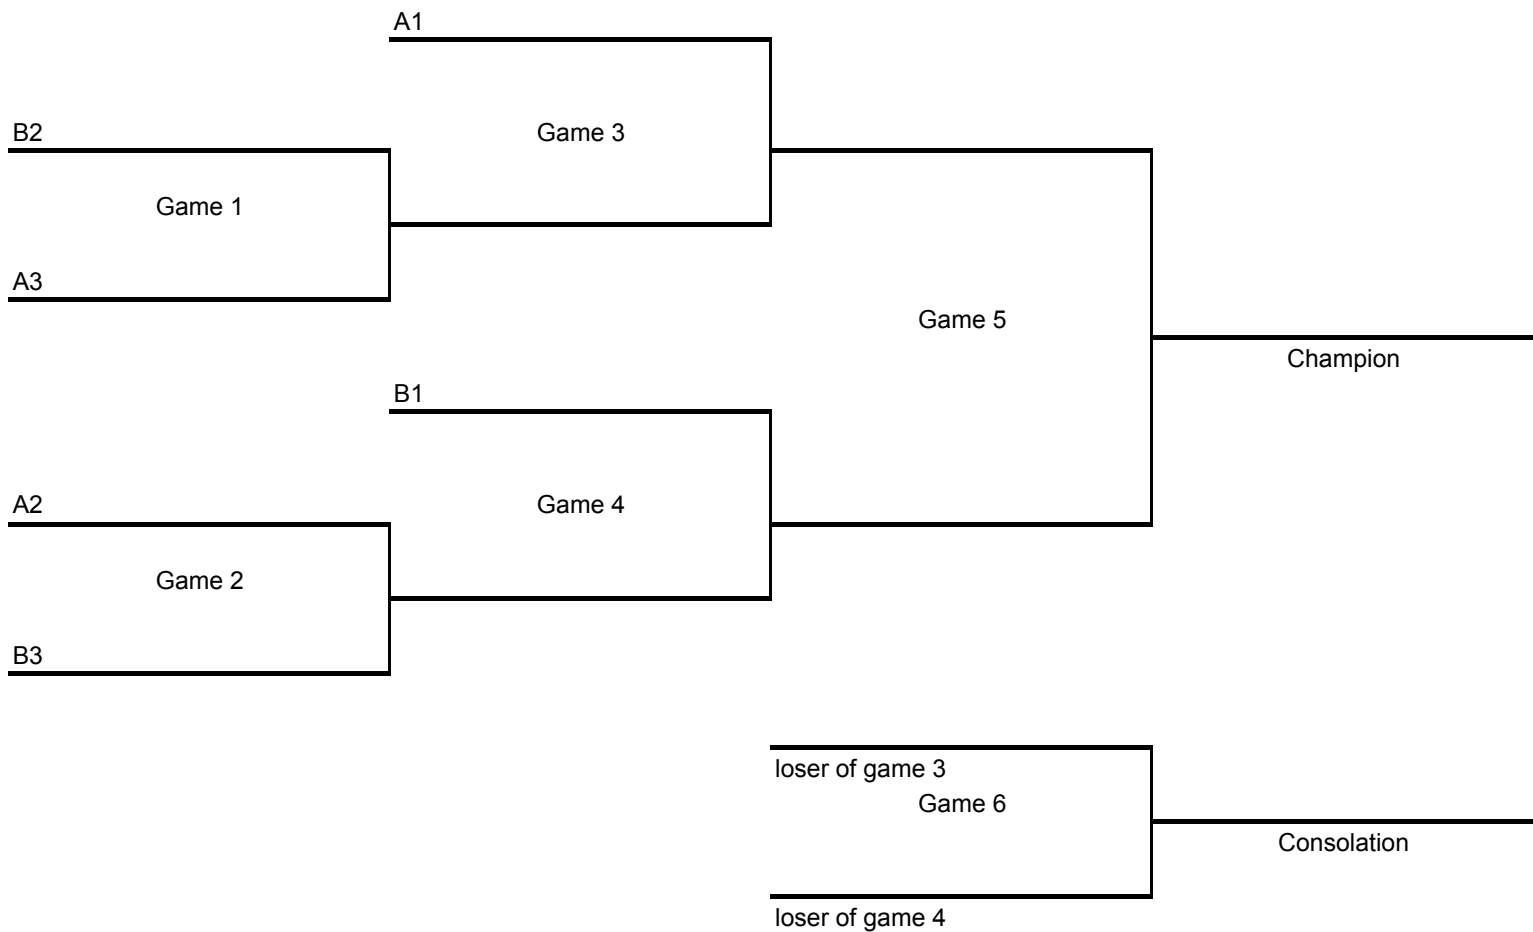 A1
B2
Game 3
Game 1
A3
Game 5
Champion
B1
A2
Game 4
Game 2
B3
loser of game 3
Game 6
Consolation
loser of game 4